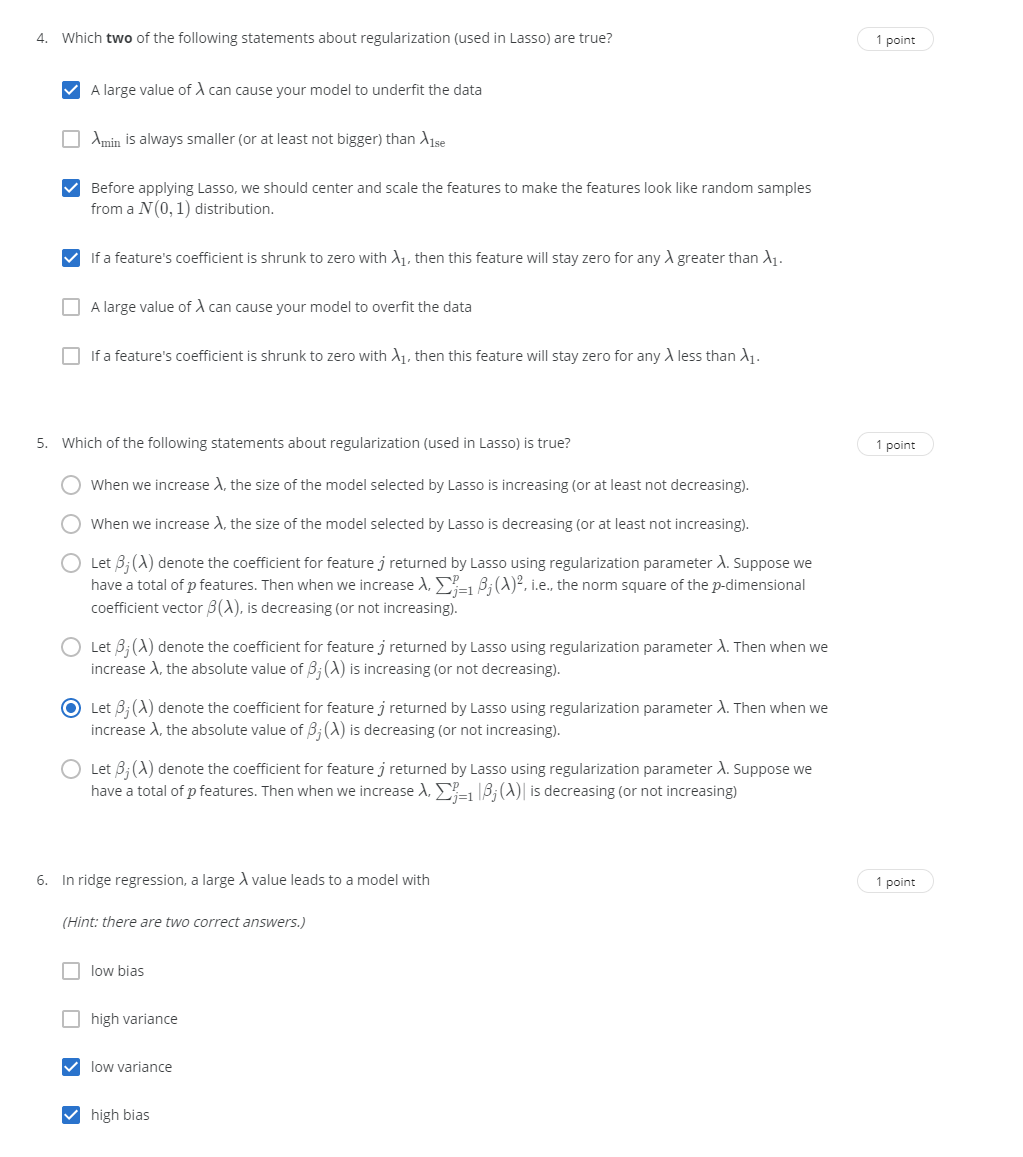 4. Which two of the following statements about regularization (used in Lasso) are true?
1 point
A large value of λ can cause your model to underfit the data
λmin is always smaller (or at least not bigger) than λ1se
Before applying Lasso, we should center and scale the features to make the features look like random samples
from a N(0, 1) distribution.
If a feature's coefficient is shrunk to zero with λ1, then this feature will stay zero for any λ greater than λ1.
A large value of λ can cause your model to overfit the data
If a feature's coefficient is shrunk to zero with λ1, then this feature will stay zero for any λ less than λ1.
5. Which of the following statements about regularization (used in Lasso) is true?
1 point
When we increase λ, the size of the model selected by Lasso is increasing (or at least not decreasing).
When we increase λ, the size of the model selected by Lasso is decreasing (or at least not increasing).
Let βj(λ) denote the coefficient for feature j returned by Lasso using regularization parameter λ. Suppose we
have a total of p features. Then when we increase λ, ∑ᵖj=1 βj(λ)², i.e., the norm square of the p-dimensional
coefficient vector β(λ), is decreasing (or not increasing).
Let βj(λ) denote the coefficient for feature j returned by Lasso using regularization parameter λ. Then when we
increase λ, the absolute value of βj(λ) is increasing (or not decreasing).
Let βj(λ) denote the coefficient for feature j returned by Lasso using regularization parameter λ. Then when we
increase λ, the absolute value of βj(λ) is decreasing (or not increasing).
Let βj(λ) denote the coefficient for feature j returned by Lasso using regularization parameter λ. Suppose we
have a total of p features. Then when we increase λ, ∑ᵖj=1 |βj(λ)| is decreasing (or not increasing)
6. In ridge regression, a large λ value leads to a model with
1 point
(Hint: there are two correct answers.)
low bias
high variance
low variance
high bias